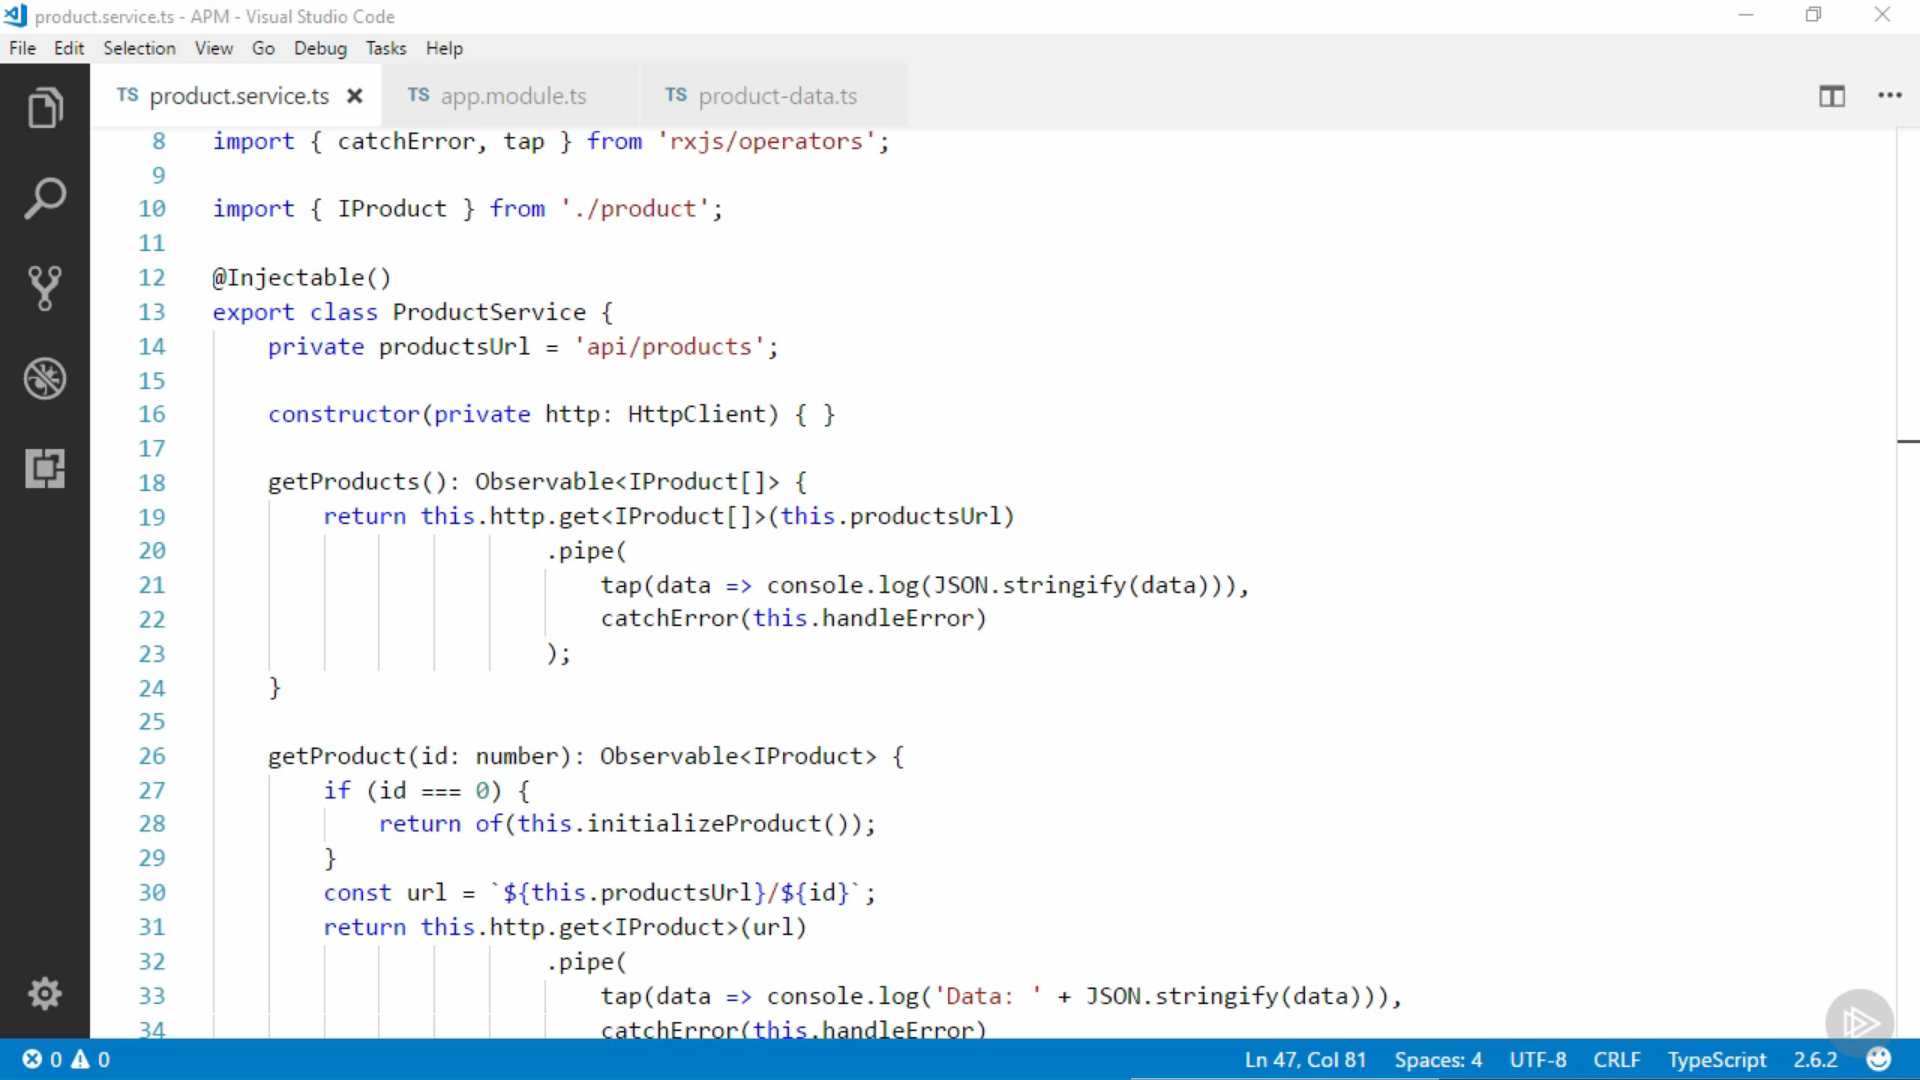 product.service.ts - APM - Visual Studio Code
File Edit Selection View Go Debug Tasks Help
TS product.service.ts TS app.module.ts TS product-data.ts
8 import { catchError, tap } from 'rxjs/operators';
9
10 import { IProduct } from './product';
11
12 @Injectable()
13 export class ProductService {
14 private productsUrl = 'api/products';
15
16 constructor(private http: HttpClient) { }
17
18 getProducts(): Observable<IProduct[]> {
19 return this.http.get<IProduct[]>(this.productsUrl)
20 .pipe(
21 tap(data => console.log(JSON.stringify(data))),
22 catchError(this.handleError)
23 );
24 }
25
26 getProduct(id: number): Observable<IProduct> {
27 if (id === 0) {
28 return of(this.initializeProduct());
29 }
30 const url = `${this.productsUrl}/${id}`;
31 return this.http.get<IProduct>(url)
32 .pipe(
33 tap(data => console.log('Data: ' + JSON.stringify(data))),
34 catchError(this.handleError)
0 0 Ln 47, Col 81 Spaces: 4 UTF-8 CRLF TypeScript 2.6.2